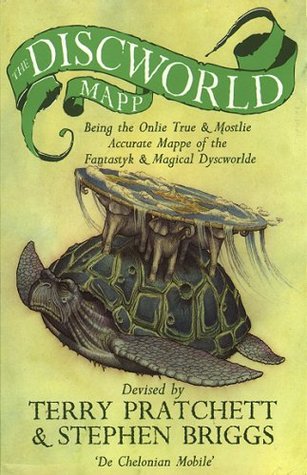 THE
DISCWORLD
MAPP
Being the Onlie True & Mostlie
Accurate Mappe of the
Fantastyk & Magical Dyscworlde
Devised by
TERRY PRATCHETT
& STEPHEN BRIGGS
'De Chelonian Mobile'